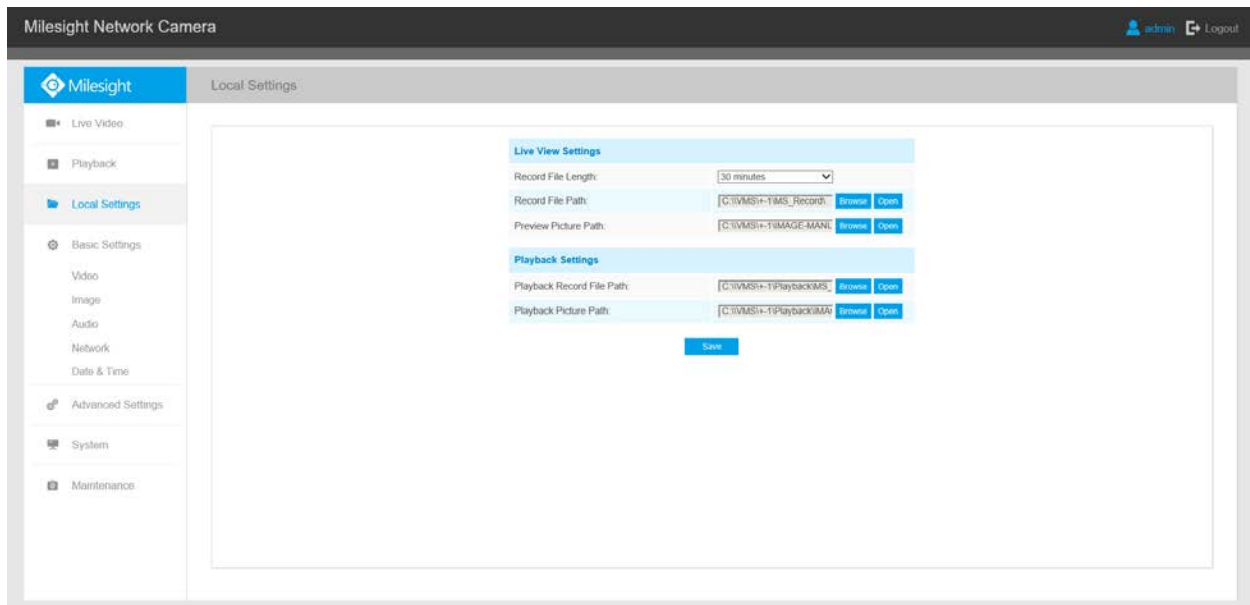 Milesight Network Camera
admin Logout
Milesight
Local Settings
Live Video
Playback
Local Settings
Basic Settings
Video
Image
Audio
Network
Date & Time
Advanced Settings
System
Maintenance
Live View Settings
Record File Length: 30 minutes
Record File Path: Browse Open
Preview Picture Path: Browse Open
Playback Settings
Playback Record File Path: Browse Open
Playback Picture Path: Browse Open
Save